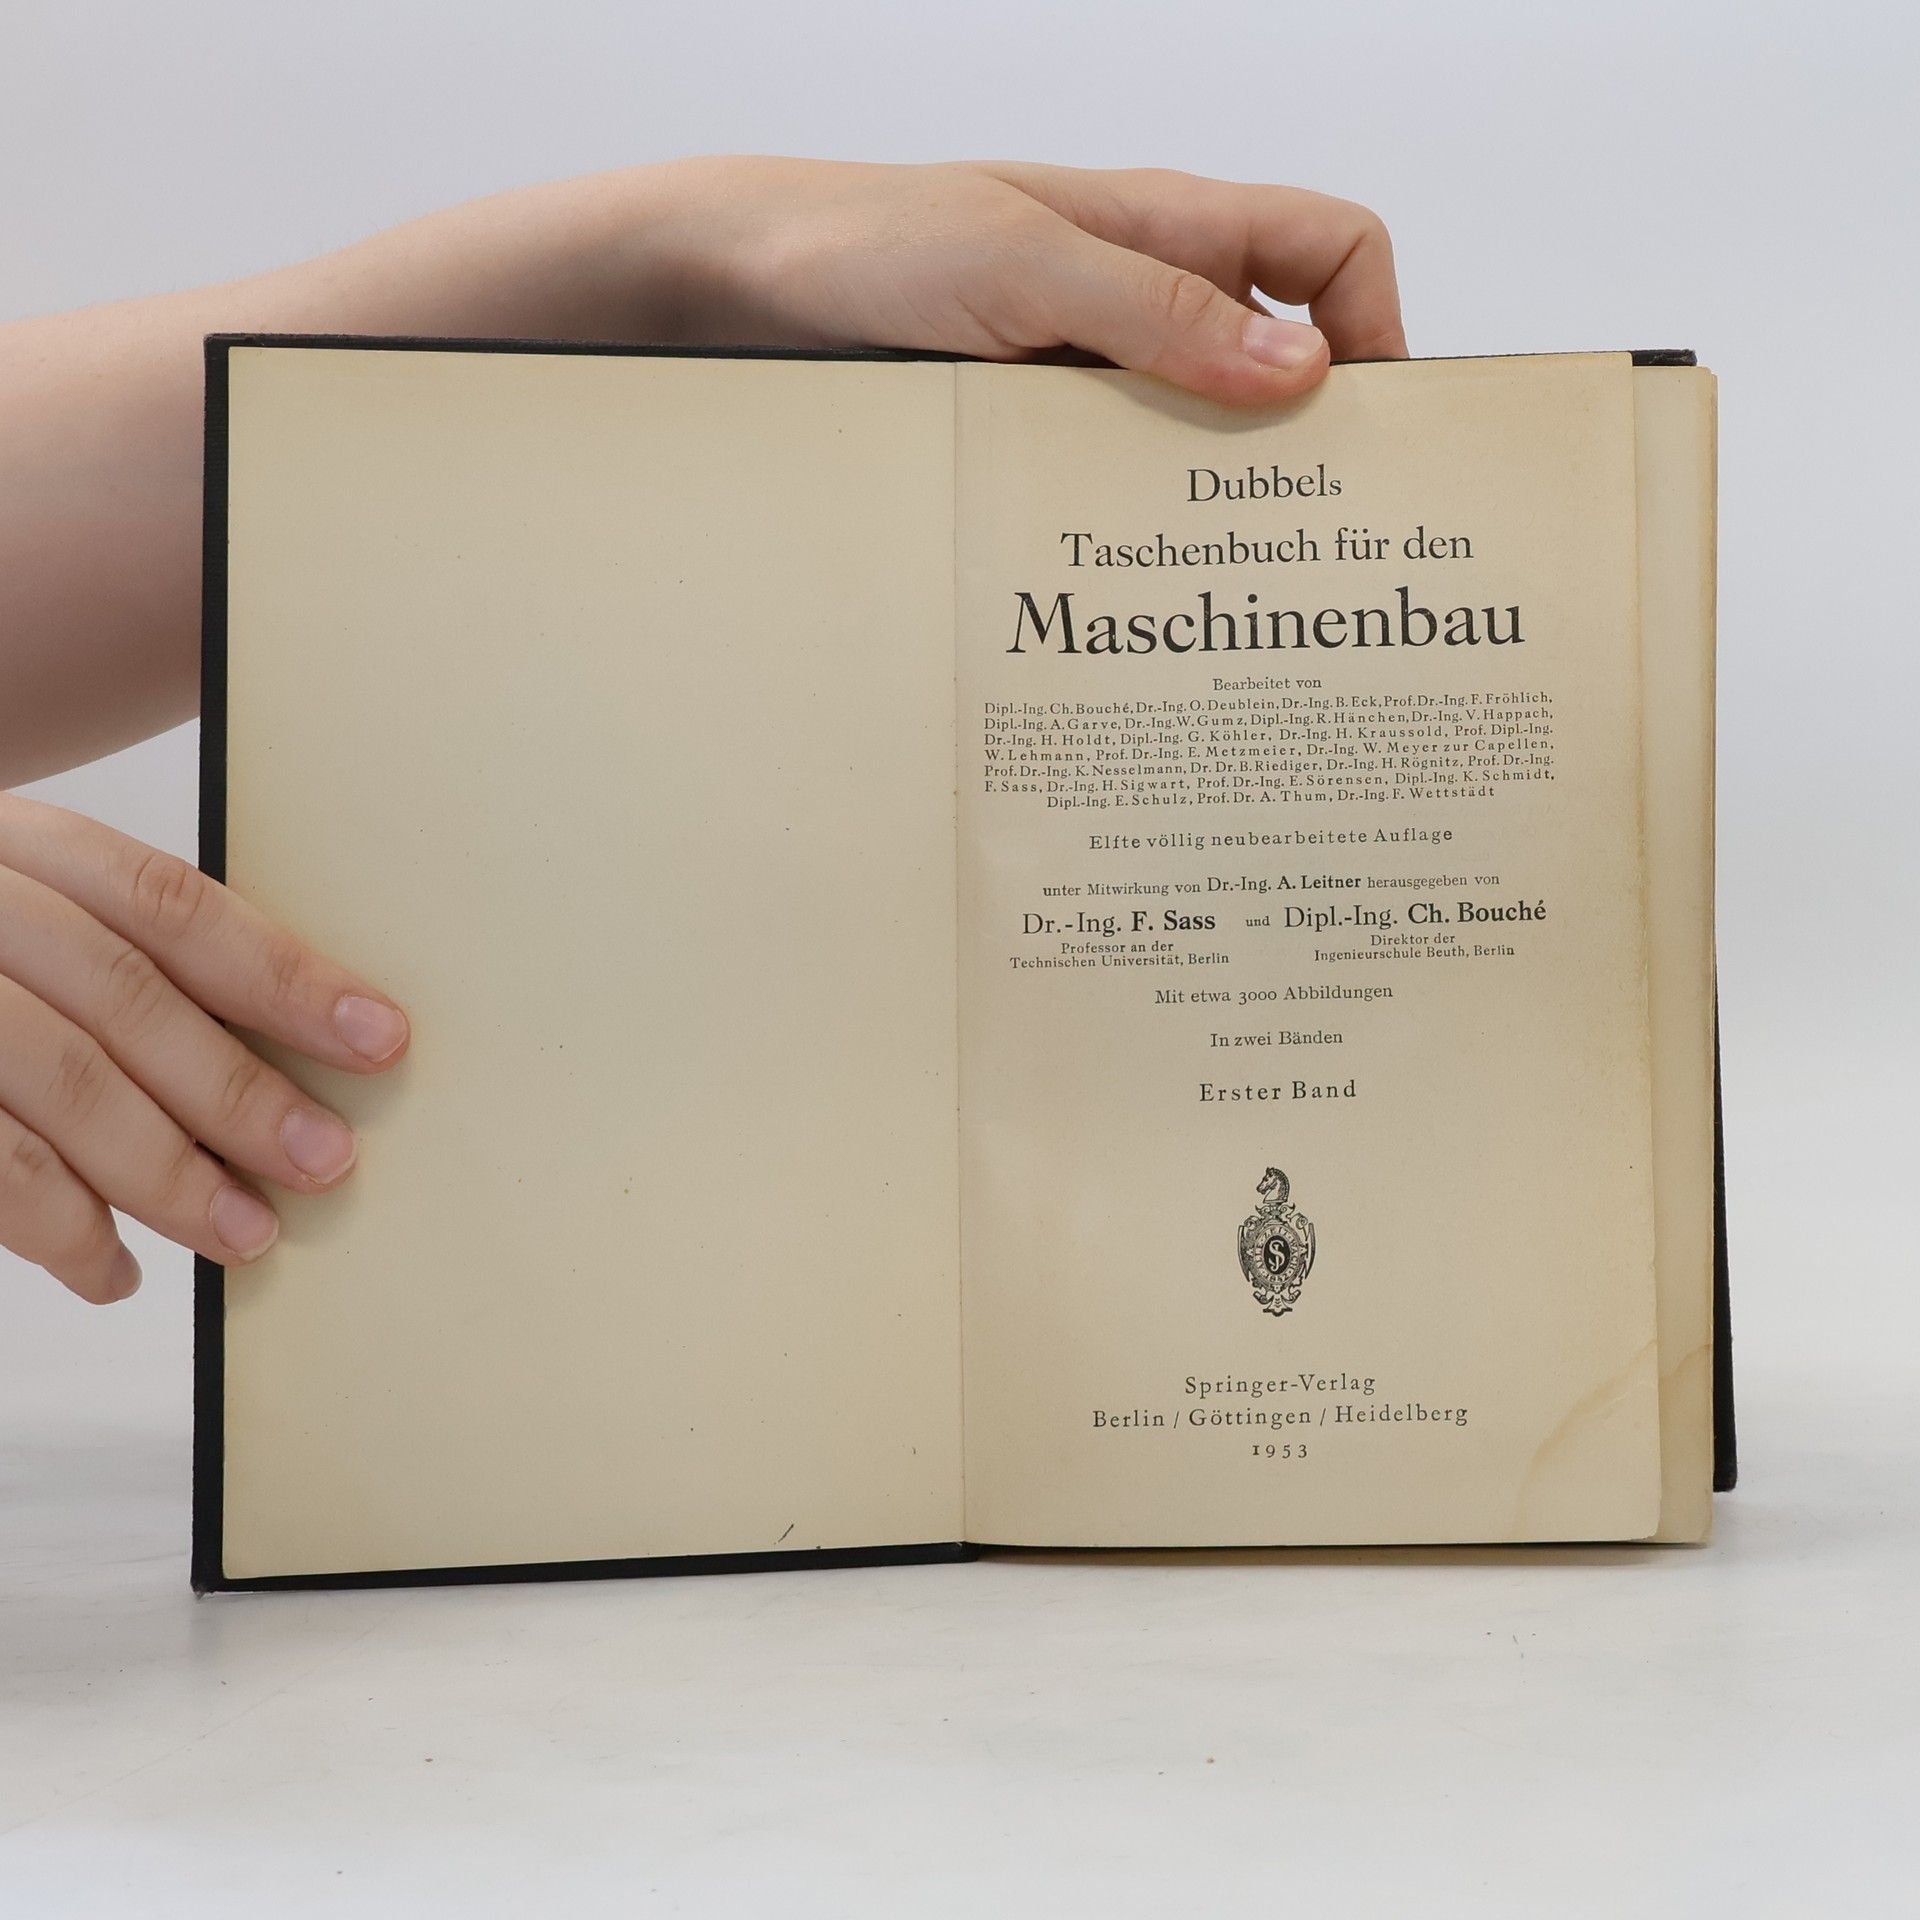 Dubbels
Taschenbuch für den
Maschinenbau
Bearbeitet von
Dipl.-Ing. Ch. Bouché, Dr.-Ing. O. Deublein, Dr.-Ing. B. Eck, Prof. Dr.-Ing. F. Fröhlich,
Dipl.-Ing. A. Garve, Dr.-Ing. W. Gumz, Dipl.-Ing. R. Hänchen, Dr.-Ing. V. Happach,
Dr.-Ing. H. Holdt, Dipl.-Ing. G. Köhler, Dr.-Ing. H. Kraussold, Prof. Dipl.-Ing.
W. Lehmann, Prof. Dr.-Ing. E. Metzmeier, Dr.-Ing. W. Meyer zur Capellen,
Prof. Dr.-Ing. K. Nesselmann, Dr. Dr. B. Riediger, Dr.-Ing. H. Rögnitz, Prof. Dr.-Ing.
F. Sass, Dr.-Ing. H. Sigwart, Prof. Dr.-Ing. E. Sörensen, Dipl.-Ing. K. Schmidt,
Dipl.-Ing. E. Schulz, Prof. Dr. A. Thum, Dr.-Ing. F. Wettstädt
Elfte völlig neubearbeitete Auflage
unter Mitwirkung von Dr.-Ing. A. Leitner herausgegeben von
Dr.-Ing. F. Sass und Dipl.-Ing. Ch. Bouché
Professor an der Direktor der
Technischen Universität, Berlin Ingenieurschule Beuth, Berlin
Mit etwa 3000 Abbildungen
In zwei Bänden
Erster Band
Springer-Verlag
Berlin / Göttingen / Heidelberg
1953